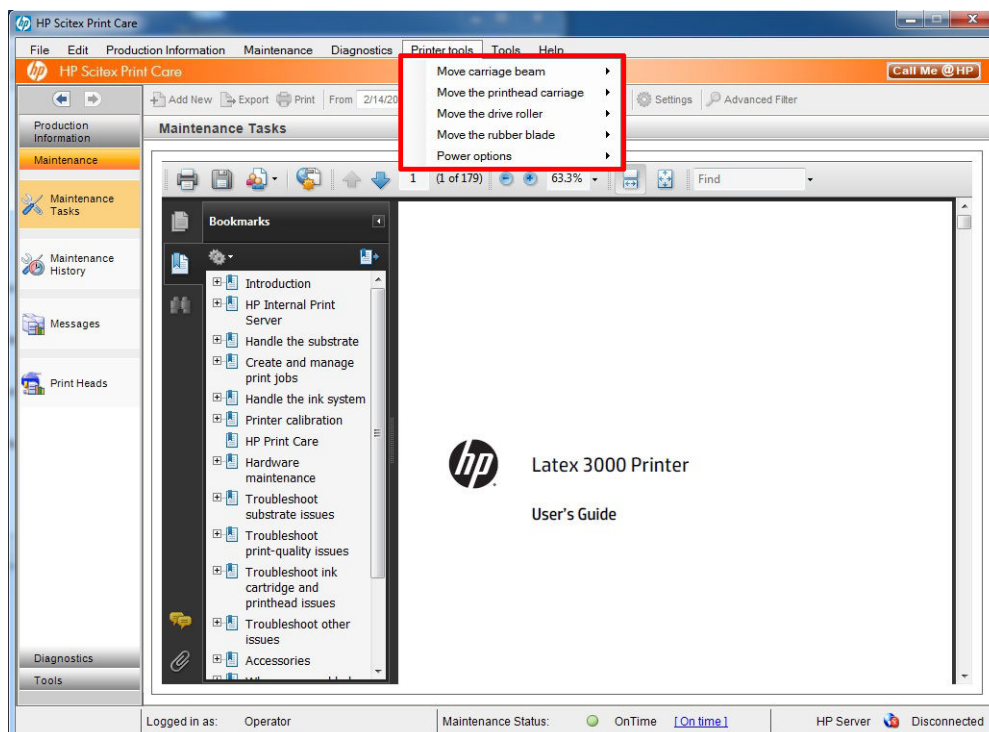 HP Scitex Print Care
File Edit Production Information Maintenance Diagnostics Printer tools Tools Help
HP Scitex Print Care
Call Me @ HP
Move carriage beam
Move the printhead carriage
Move the drive roller
Move the rubber blade
Power options
Add New Export Print From 2/14/20
Settings Advanced Filter
Production
Information
Maintenance
Maintenance
Tasks
Maintenance
History
Messages
Print Heads
Diagnostics
Tools
Maintenance Tasks
1 (1 of 179) 63.3% Find
Bookmarks
Introduction
HP Internal Print
Server
Handle the substrate
Create and manage
print jobs
Handle the ink system
Printer calibration
HP Print Care
Hardware
maintenance
Troubleshoot
substrate issues
Troubleshoot
print-quality issues
Troubleshoot ink
cartridge and
printhead issues
Troubleshoot other
issues
Accessories
hp
Latex 3000 Printer
User's Guide
Logged in as: Operator Maintenance Status: OnTime [On time] HP Server Disconnected